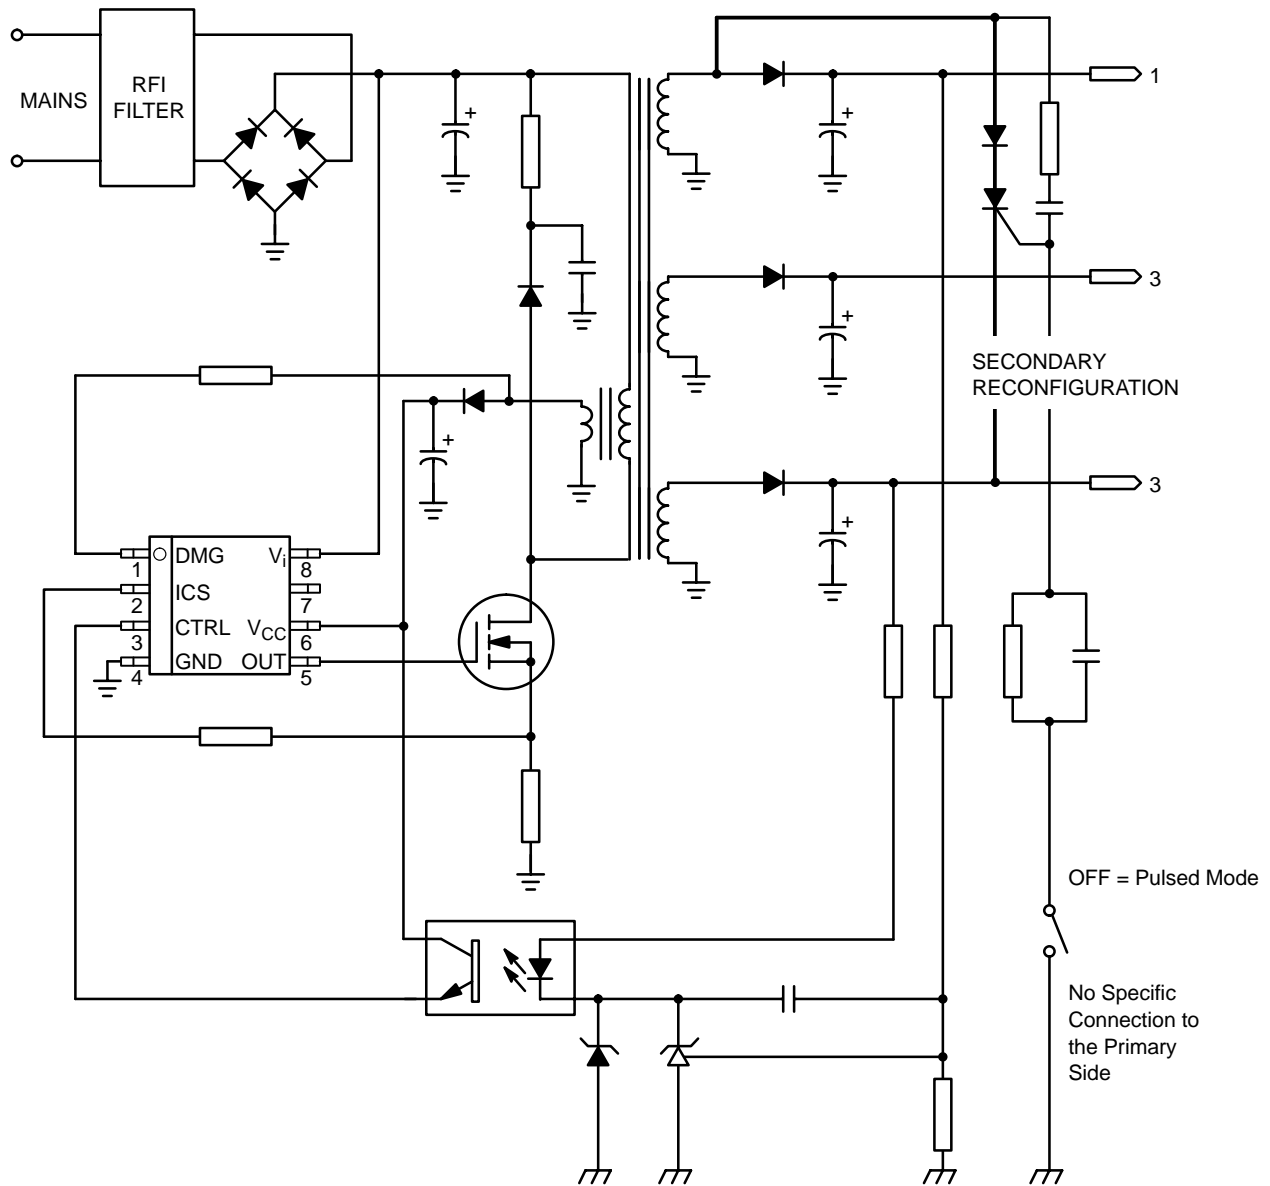 MAINS
RFI
FILTER
1
3
SECONDARY
RECONFIGURATION
3
DMG
Vi
1
8
ICS
2
7
CTRL
VCC
3
6
GND
OUT
4
5
OFF = Pulsed Mode
No Specific
Connection to
the Primary
Side
+
+
+
+
+